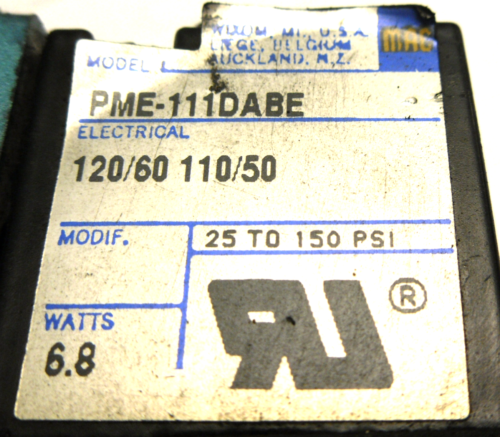 WIXOM, MI., U.S.A.
LIEGE, BELGIUM
AUCKLAND, N.Z.
MAC
MODEL
PME-111DABE
ELECTRICAL
120/60 110/50
MODIF.
25 TO 150 PSI
WATTS
6.8
RU ®